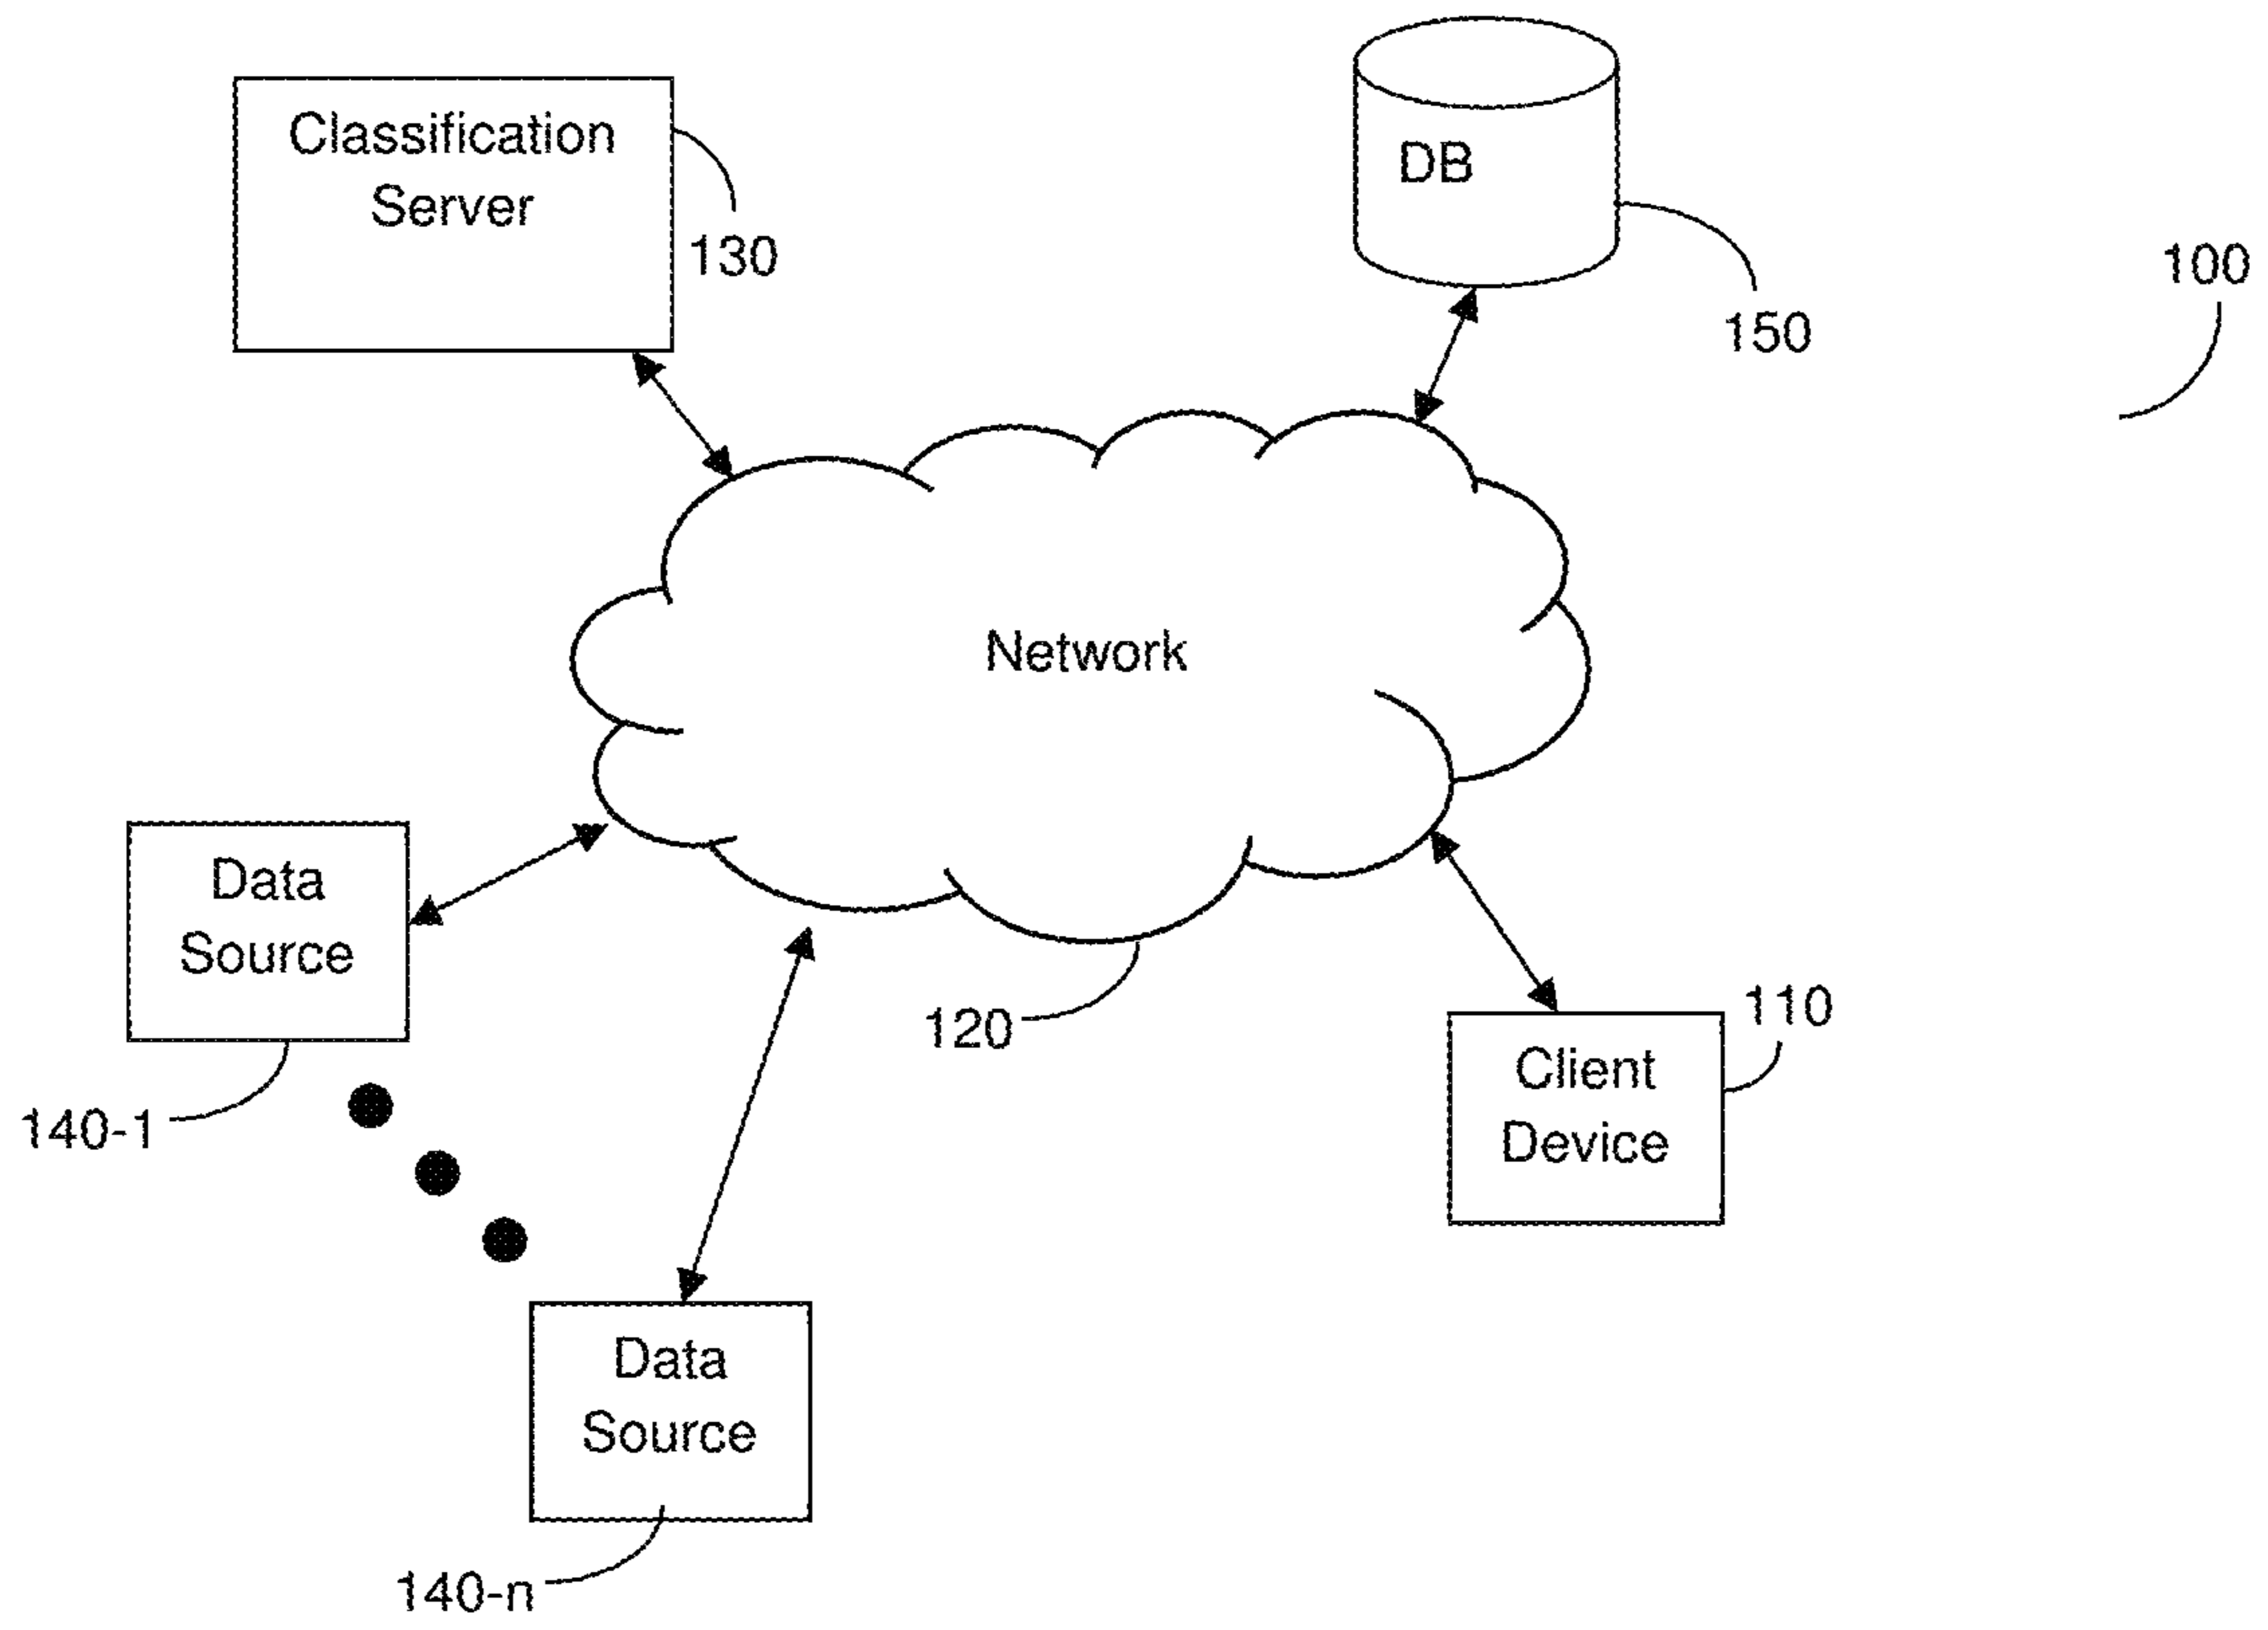 Classification
Server
130
DB
150
100
Network
Data
Source
140-1
120
110
Client
Device
Data
Source
140-n